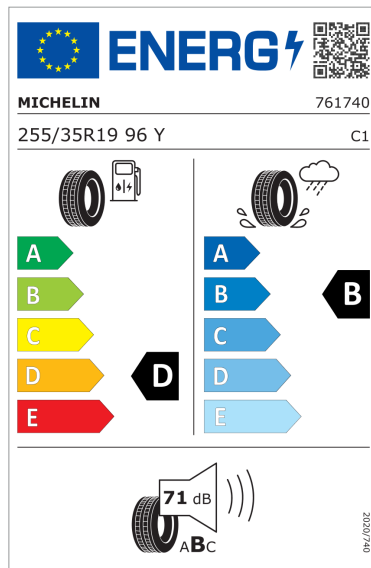 ENERG
MICHELIN 761740
255/35R19 96 Y C1
A A
B B B
C C
D D D
E E
71 dB
ABC
2020/740